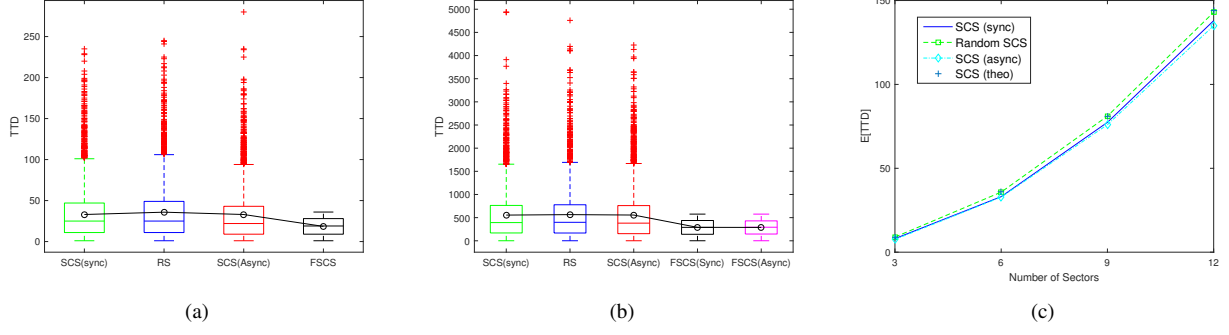 250
200
150
100
50
0
TTD
SCS(sync)
RS
SCS(Async)
FSCS
(a)
5000
4500
4000
3500
3000
2500
2000
1500
1000
500
0
TTD
SCS(sync)
RS
SCS(Async)
FSCS(Sync)
FSCS(Async)
(b)
150
100
50
0
E[TTD]
SCS (sync)
Random SCS
SCS (async)
SCS (theo)
3
6
9
12
Number of Sectors
(c)